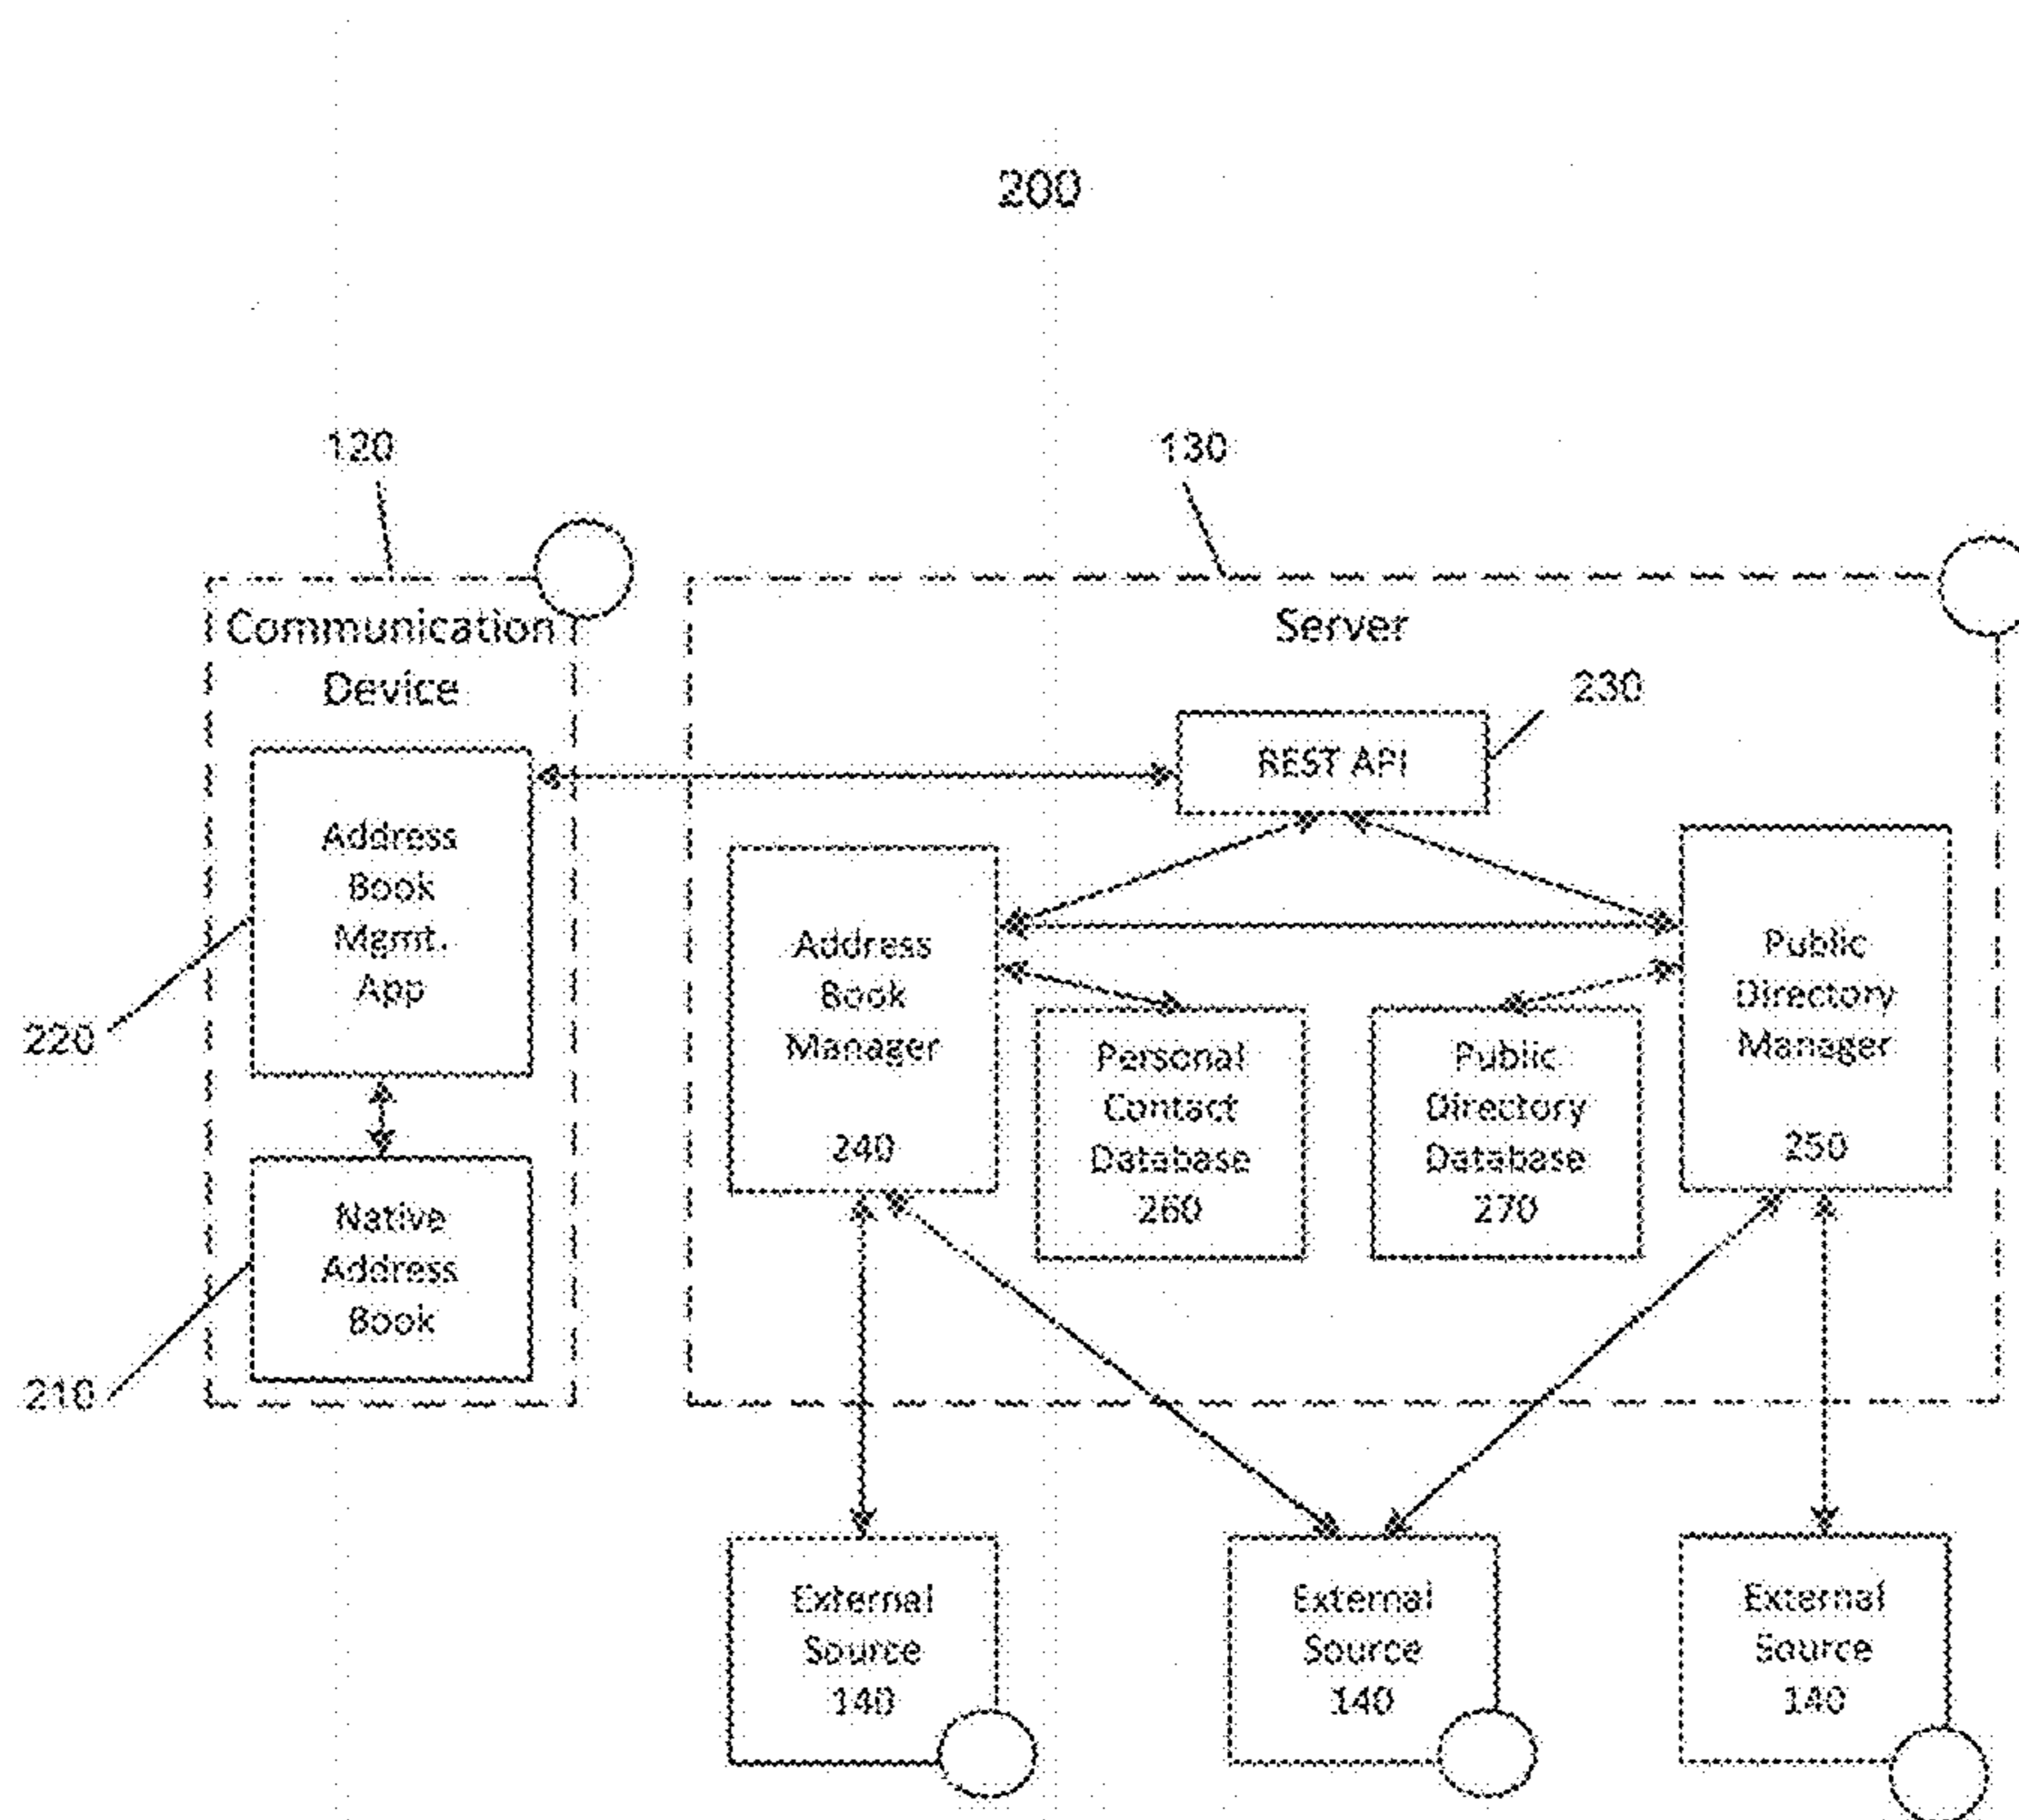 200
120
130
Communication
Device
Server
230
REST API
Address
Book
Mgmt.
App
220
Native
Address
Book
210
Address
Book
Manager
240
Personal
Contact
Database
260
Public
Directory
Database
270
Public
Directory
Manager
250
External
Source
140
External
Source
140
External
Source
140